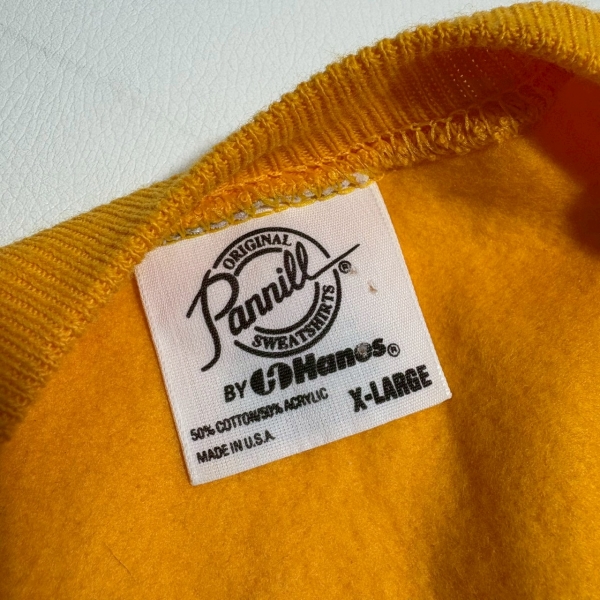 ORIGINAL
Pannill®
SWEATSHIRTS
BY H Hanes®
50% COTTON/50% ACRYLIC
X-LARGE
MADE IN U.S.A.